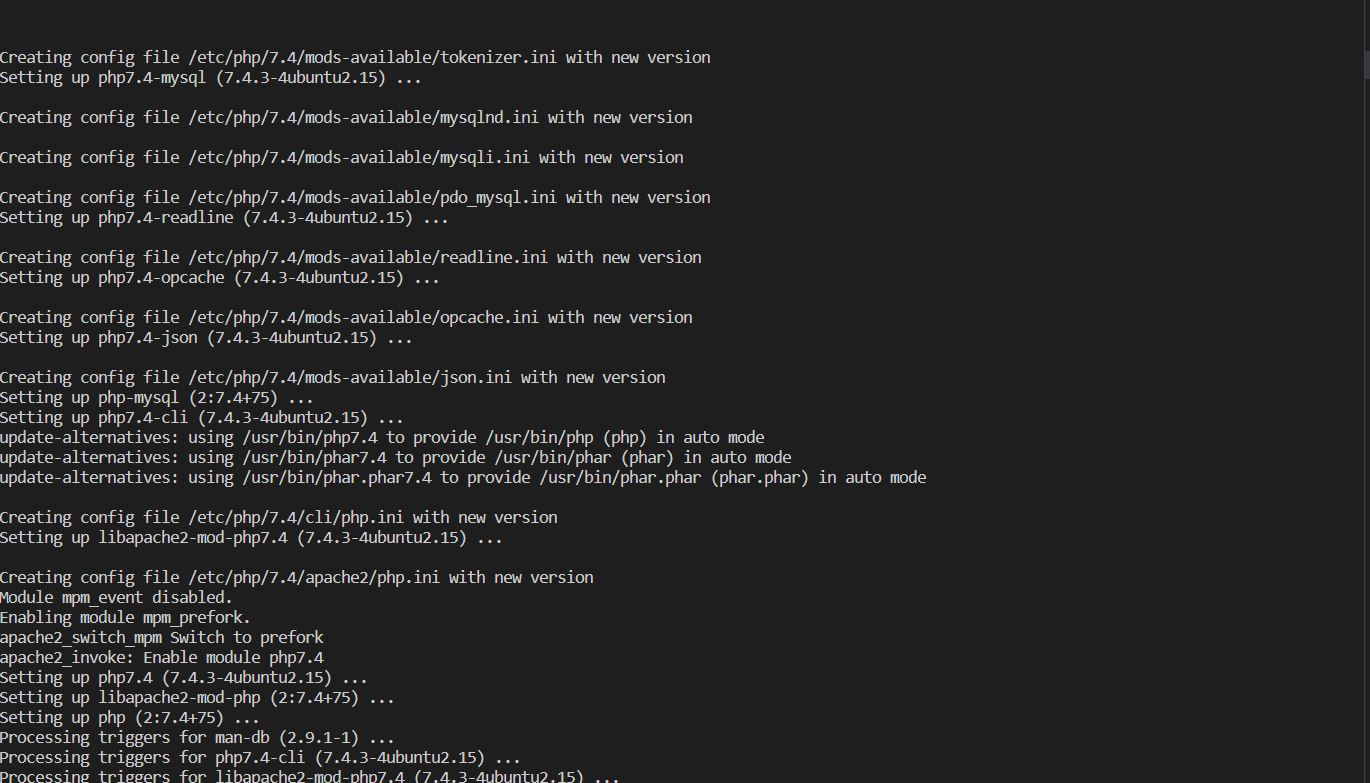 Creating config file /etc/php/7.4/mods-available/tokenizer.ini with new version
Setting up php7.4-mysql (7.4.3-4ubuntu2.15) ...
Creating config file /etc/php/7.4/mods-available/mysqlnd.ini with new version
Creating config file /etc/php/7.4/mods-available/mysqli.ini with new version
Creating config file /etc/php/7.4/mods-available/pdo_mysql.ini with new version
Setting up php7.4-readline (7.4.3-4ubuntu2.15) ...
Creating config file /etc/php/7.4/mods-available/readline.ini with new version
Setting up php7.4-opcache (7.4.3-4ubuntu2.15) ...
Creating config file /etc/php/7.4/mods-available/opcache.ini with new version
Setting up php7.4-json (7.4.3-4ubuntu2.15) ...
Creating config file /etc/php/7.4/mods-available/json.ini with new version
Setting up php-mysql (2:7.4+75) ...
Setting up php7.4-cli (7.4.3-4ubuntu2.15) ...
update-alternatives: using /usr/bin/php7.4 to provide /usr/bin/php (php) in auto mode
update-alternatives: using /usr/bin/phar7.4 to provide /usr/bin/phar (phar) in auto mode
update-alternatives: using /usr/bin/phar.phar7.4 to provide /usr/bin/phar.phar (phar.phar) in auto mode
Creating config file /etc/php/7.4/cli/php.ini with new version
Setting up libapache2-mod-php7.4 (7.4.3-4ubuntu2.15) ...
Creating config file /etc/php/7.4/apache2/php.ini with new version
Module mpm_event disabled.
Enabling module mpm_prefork.
apache2_switch_mpm Switch to prefork
apache2_invoke: Enable module php7.4
Setting up php7.4 (7.4.3-4ubuntu2.15) ...
Setting up libapache2-mod-php (2:7.4+75) ...
Setting up php (2:7.4+75) ...
Processing triggers for man-db (2.9.1-1) ...
Processing triggers for php7.4-cli (7.4.3-4ubuntu2.15) ...
Processing triggers for libapache2-mod-php7.4 (7.4.3-4ubuntu2.15) ...